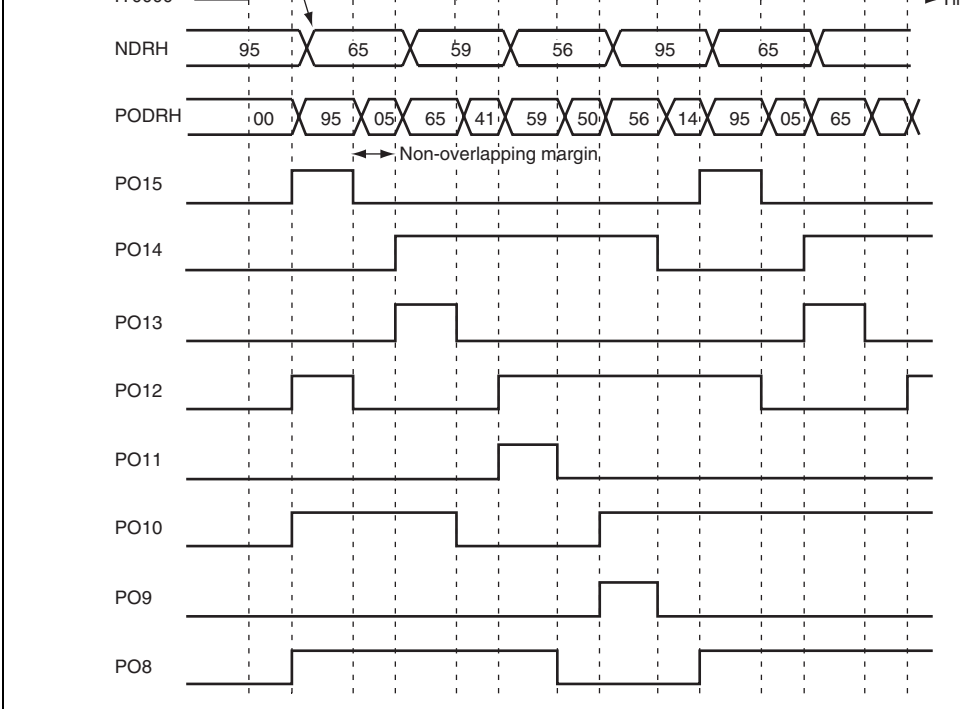 NDRH 95 65 59 56 95 65
PODRH 00 95 05 65 41 59 50 56 14 95 05 65
Non-overlapping margin
PO15
PO14
PO13
PO12
PO11
PO10
PO9
PO8